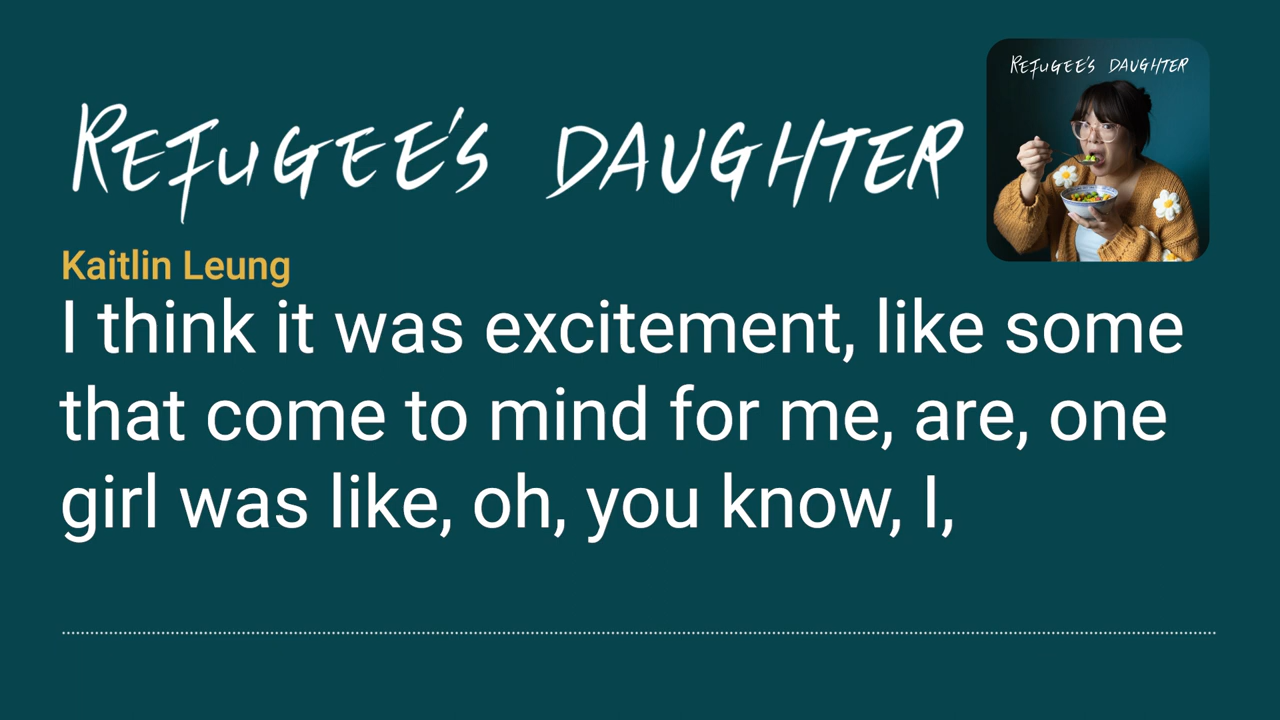 REFUGEE'S DAUGHTER
REFUGEE'S DAUGHTER
Kaitlin Leung
I think it was excitement, like some
that come to mind for me, are, one
girl was like, oh, you know, I,